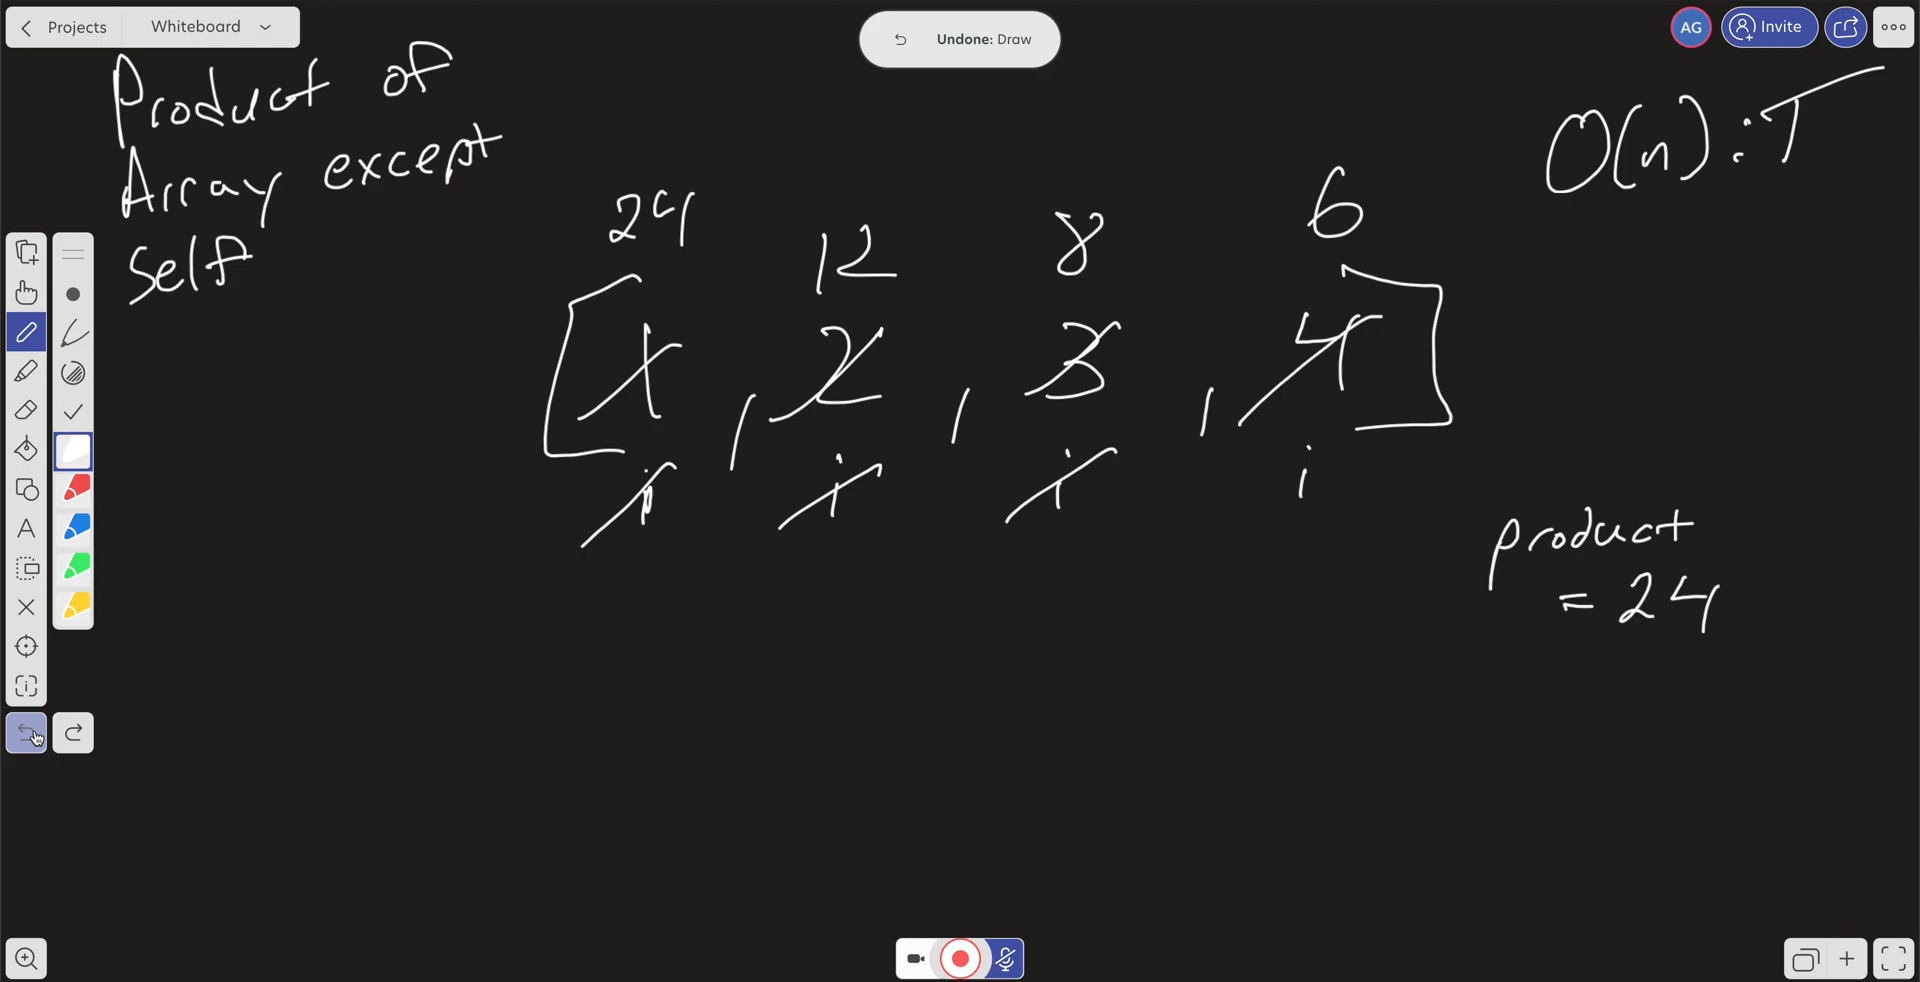 Projects
Whiteboard
Undone: Draw
AG
Invite
Product of
Array except
self
O(n) : T
24 12 8 6
[1, 2, 3, 4]
i i i i
product
= 24
A